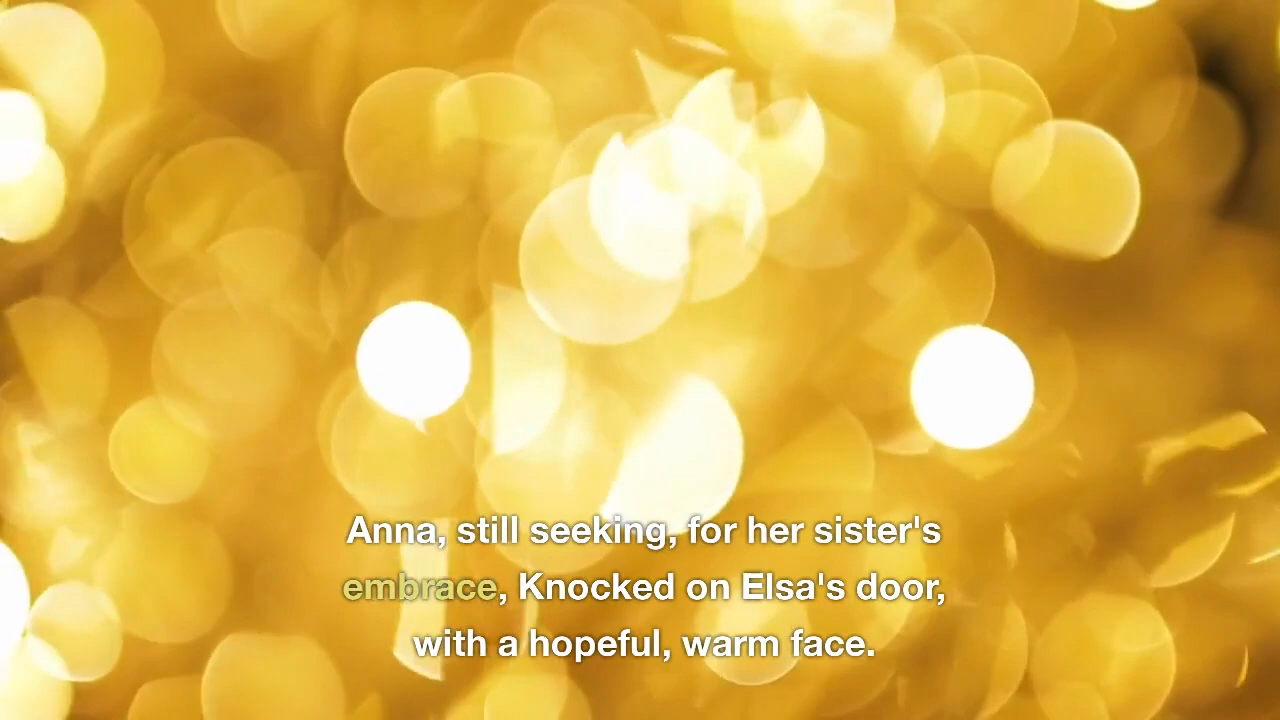 Anna, still seeking, for her sister's
embrace, Knocked on Elsa's door,
with a hopeful, warm face.